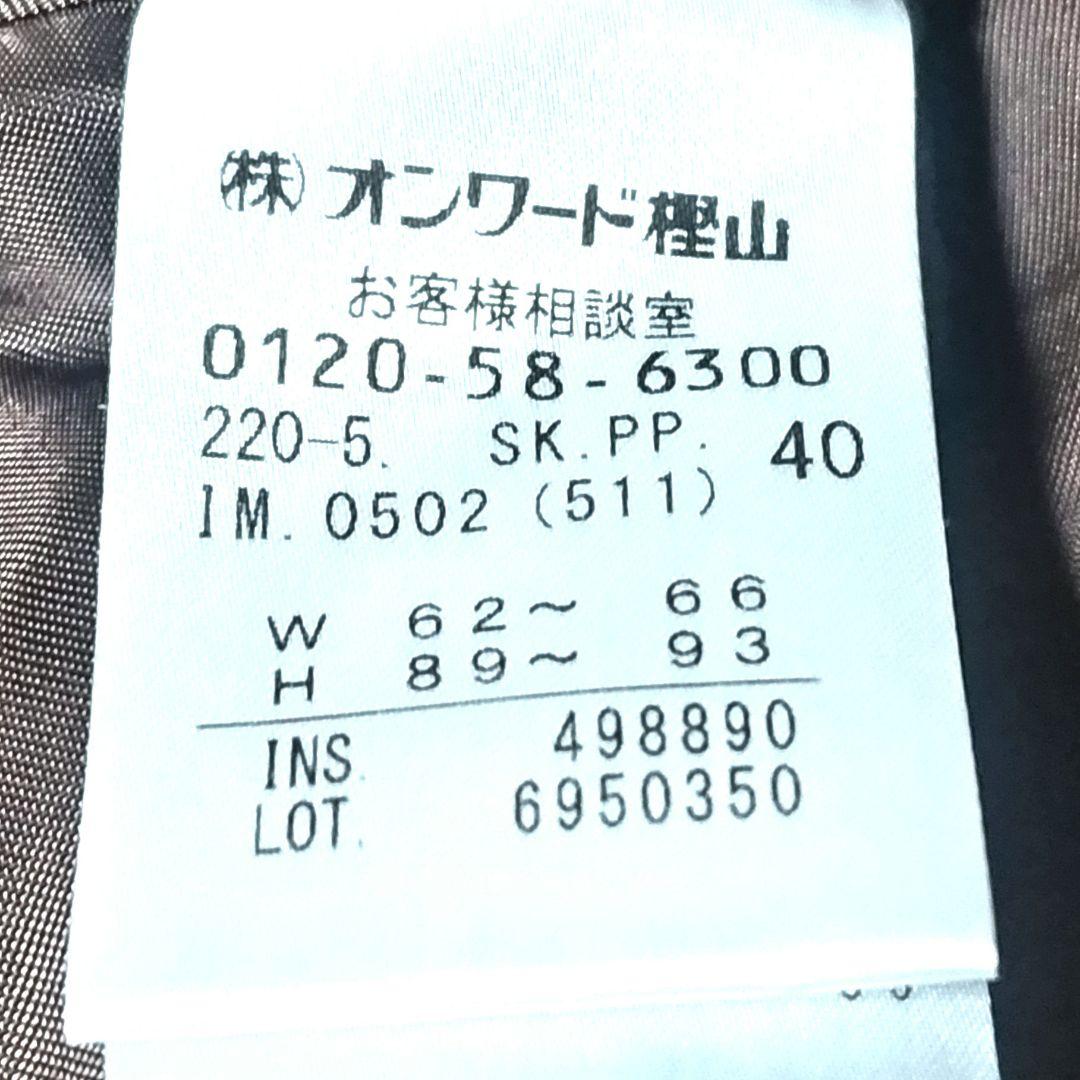 ㈱オンワード樫山
お客様相談室
0120-58-6300
220-5. SK.PP. 40
IM. 0502 (511)
W 62~ 66
H 89~ 93
INS. 498890
LOT. 6950350